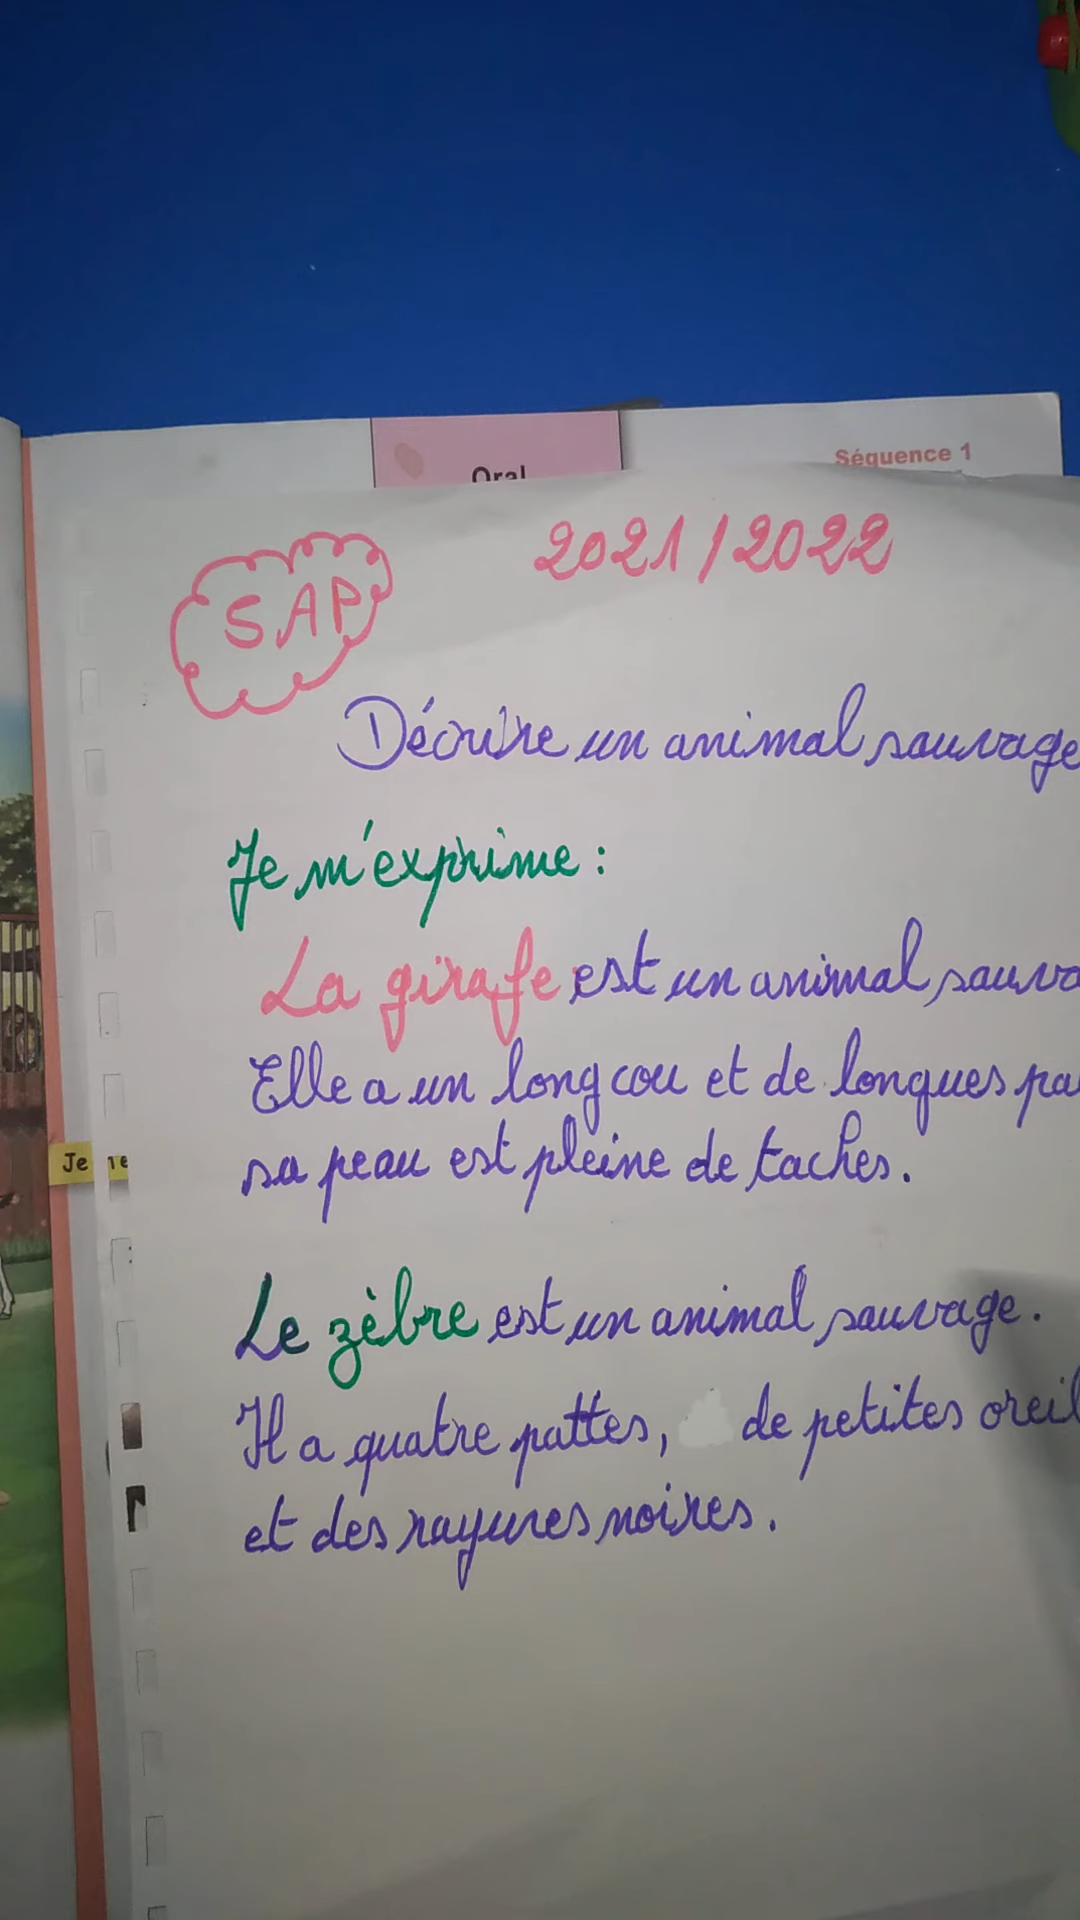 Oral
Séquence 1
2021/2022
SAP
Décrire un animal sauvage
Je m'exprime :
La girafe est un animal sauva
Elle a un long cou et de longues pa
sa peau est pleine de taches.
Je
Le zèbre est un animal sauvage.
Il a quatre pattes, de petites oreil
et des rayures noires.